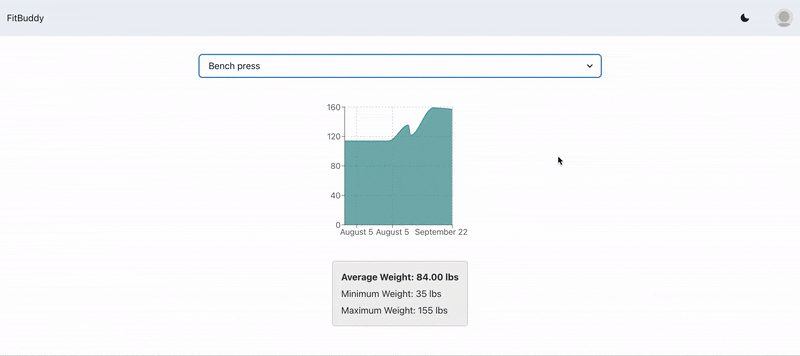 FitBuddy
Bench press
160
120
80
40
0
August 5 August 5 September 22
Average Weight: 84.00 lbs
Minimum Weight: 35 lbs
Maximum Weight: 155 lbs